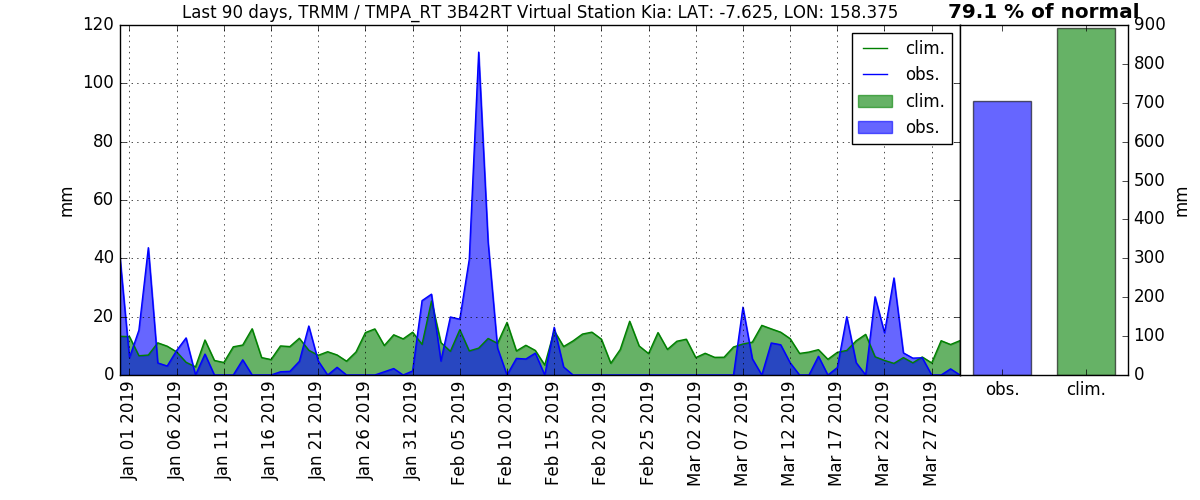 Last 90 days, TRMM / TMPA_RT 3B42RT Virtual Station Kia: LAT: -7.625, LON: 158.375
79.1 % of normal
120
100
80
60
40
20
0
mm
clim.
obs.
clim.
obs.
900
800
700
600
500
400
300
200
100
0
mm
obs.
clim.
Jan 01 2019
Jan 06 2019
Jan 11 2019
Jan 16 2019
Jan 21 2019
Jan 26 2019
Jan 31 2019
Feb 05 2019
Feb 10 2019
Feb 15 2019
Feb 20 2019
Feb 25 2019
Mar 02 2019
Mar 07 2019
Mar 12 2019
Mar 17 2019
Mar 22 2019
Mar 27 2019